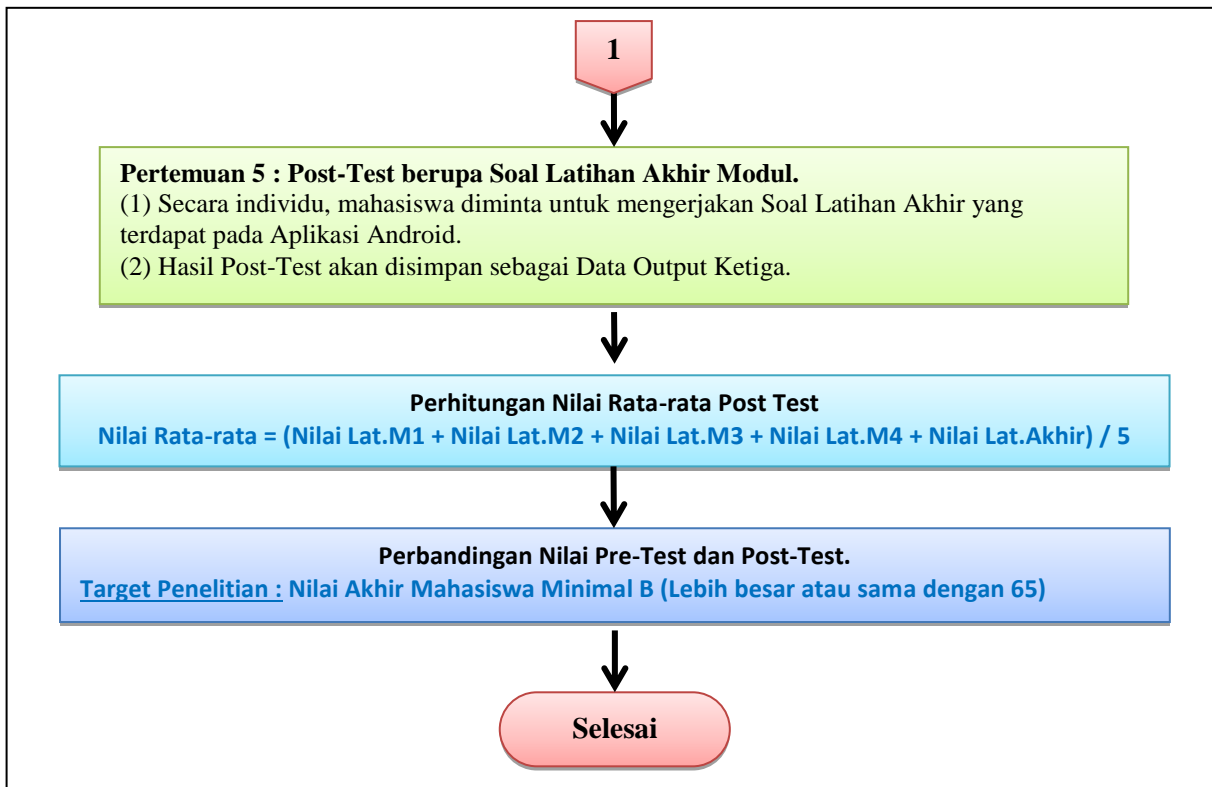 1
Pertemuan 5 : Post-Test berupa Soal Latihan Akhir Modul.
(1) Secara individu, mahasiswa diminta untuk mengerjakan Soal Latihan Akhir yang
terdapat pada Aplikasi Android.
(2) Hasil Post-Test akan disimpan sebagai Data Output Ketiga.
Perhitungan Nilai Rata-rata Post Test
Nilai Rata-rata = (Nilai Lat.M1 + Nilai Lat.M2 + Nilai Lat.M3 + Nilai Lat.M4 + Nilai Lat.Akhir) / 5
Perbandingan Nilai Pre-Test dan Post-Test.
Target Penelitian : Nilai Akhir Mahasiswa Minimal B (Lebih besar atau sama dengan 65)
Selesai